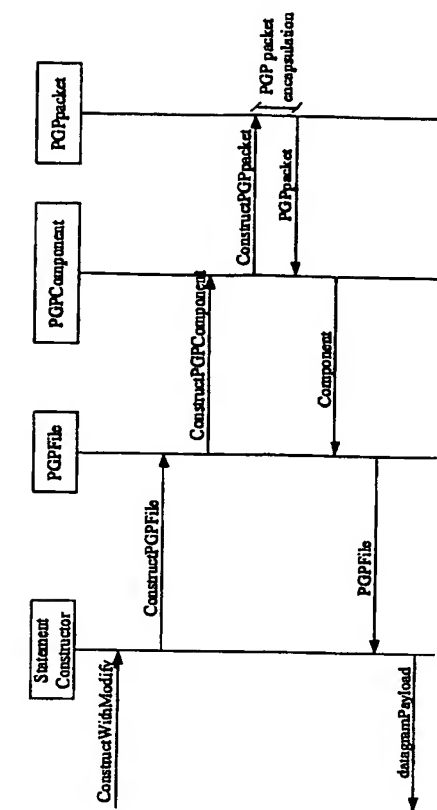 Statement
Constructor
PGPFile
PGPComponent
PGPpacket
ConstructWithModify
ConstructPGPFile
ConstructPGPComponent
ConstructPGPpacket
PGP packet
encapsulation
PGPpacket
Component
PGPFile
datagramPayload